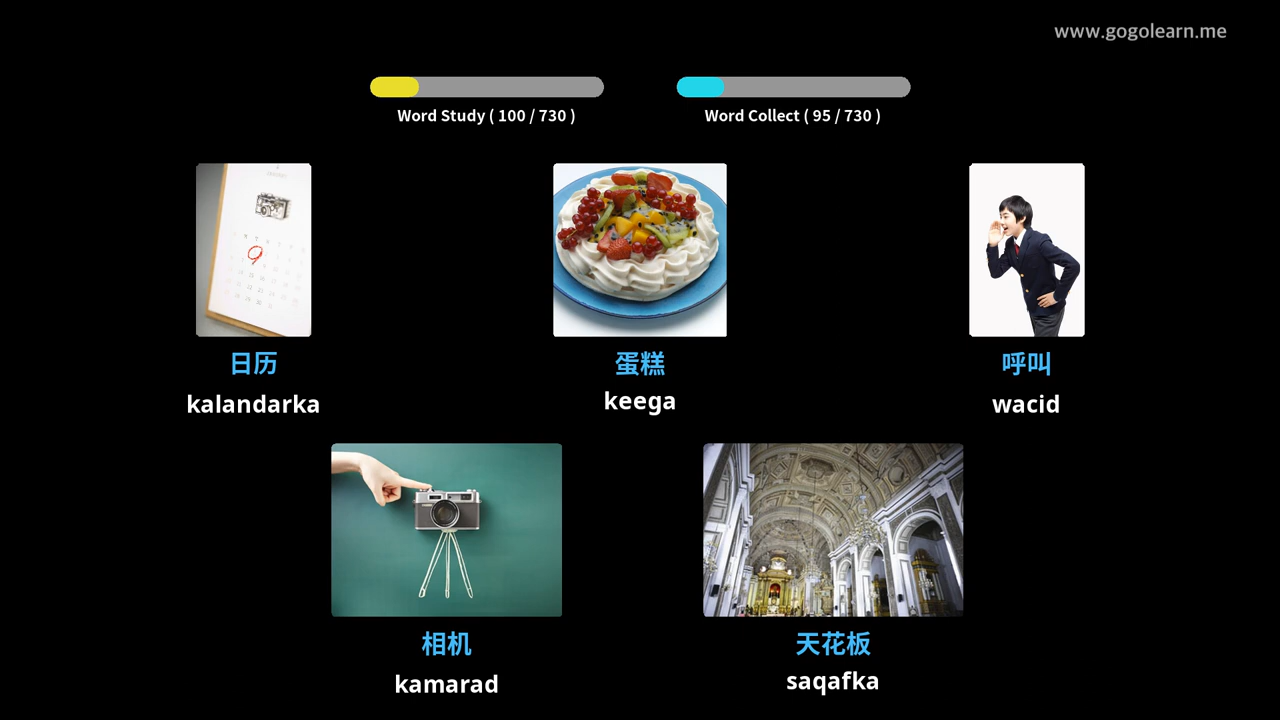 www.gogolearn.me
Word Study ( 100 / 730 )
Word Collect ( 95 / 730 )
日历
kalandarka
蛋糕
keega
呼叫
wacid
相机
kamarad
天花板
saqafka